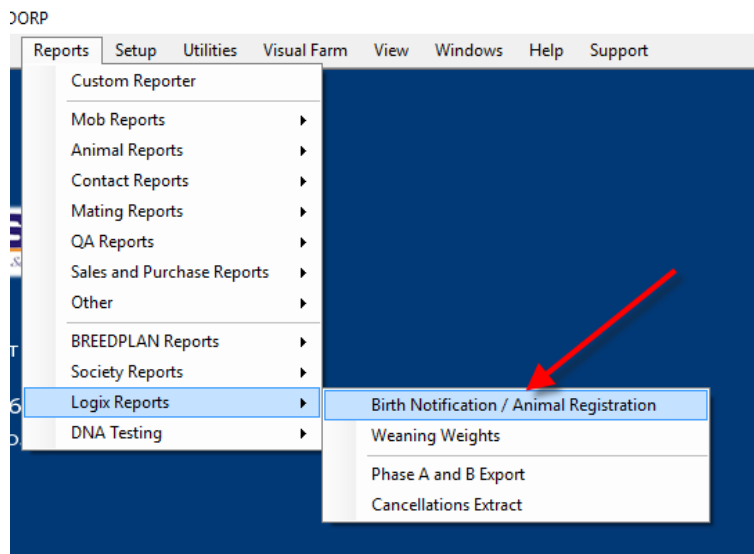 OORP
Reports Setup Utilities Visual Farm View Windows Help Support
Custom Reporter
Mob Reports
Animal Reports
Contact Reports
Mating Reports
QA Reports
Sales and Purchase Reports
Other
BREEDPLAN Reports
Society Reports
Logix Reports
DNA Testing
Birth Notification / Animal Registration
Weaning Weights
Phase A and B Export
Cancellations Extract